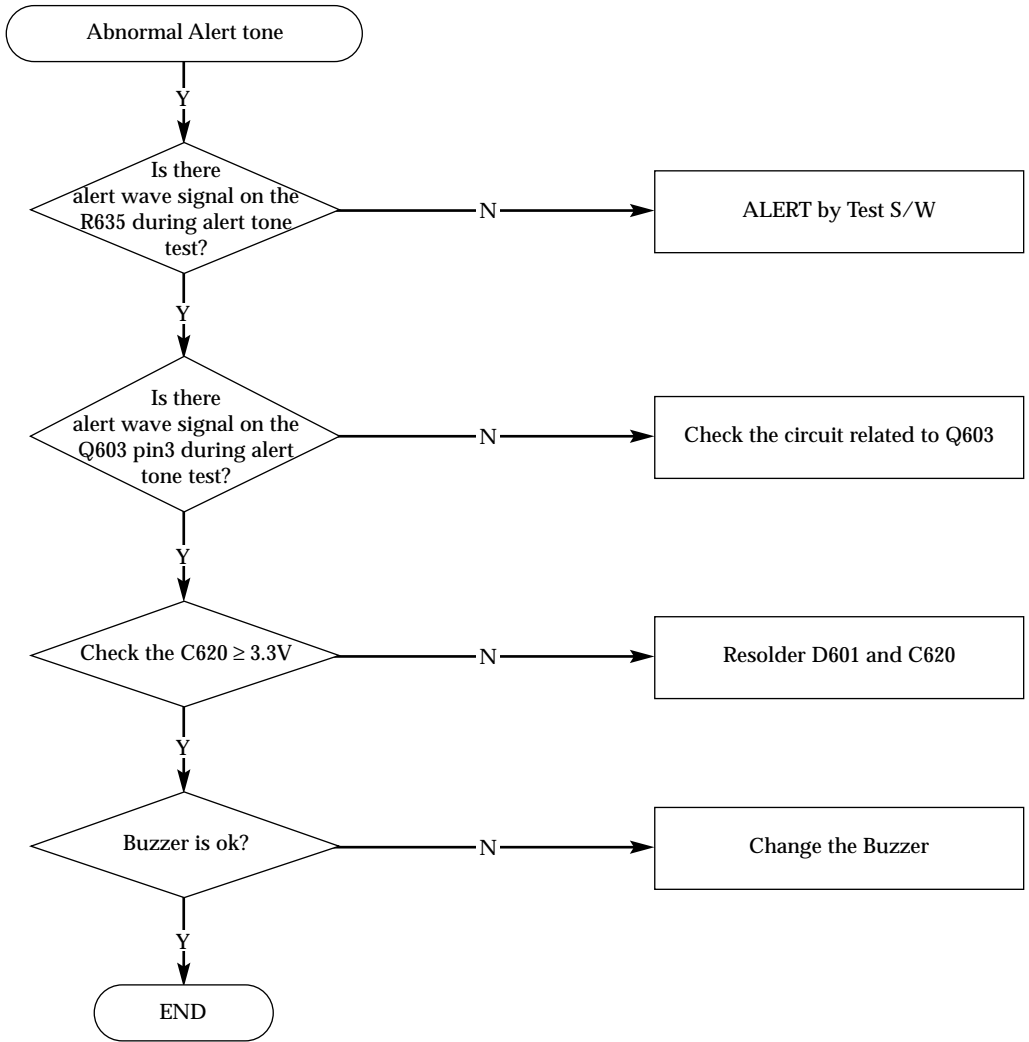 Abnormal Alert tone
Y
Is there
alert wave signal on the
R635 during alert tone
test?
N
ALERT by Test S/W
Y
Is there
alert wave signal on the
Q603 pin3 during alert
tone test?
N
Check the circuit related to Q603
Y
Check the C620 ≥ 3.3V
N
Resolder D601 and C620
Y
Buzzer is ok?
N
Change the Buzzer
Y
END